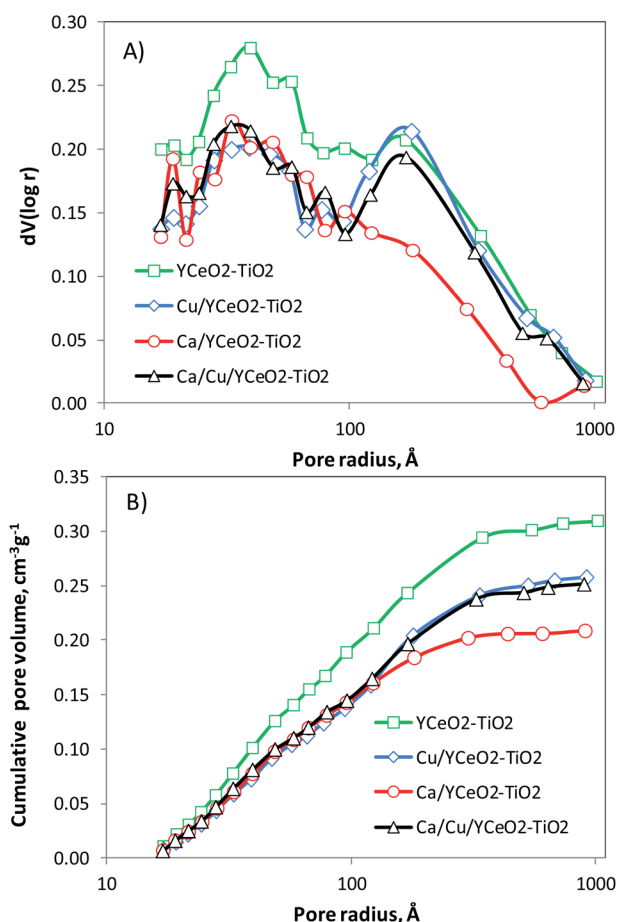 A)
dV(log r)
0.30
0.25
0.20
0.15
0.10
0.05
0.00
YCeO2-TiO2
Cu/YCeO2-TiO2
Ca/YCeO2-TiO2
Ca/Cu/YCeO2-TiO2
10 100 1000
Pore radius, Å
B)
Cumulative pore volume, cm⁻³g⁻¹
0.35
0.30
0.25
0.20
0.15
0.10
0.05
0.00
YCeO2-TiO2
Cu/YCeO2-TiO2
Ca/YCeO2-TiO2
Ca/Cu/YCeO2-TiO2
10 100 1000
Pore radius, Å